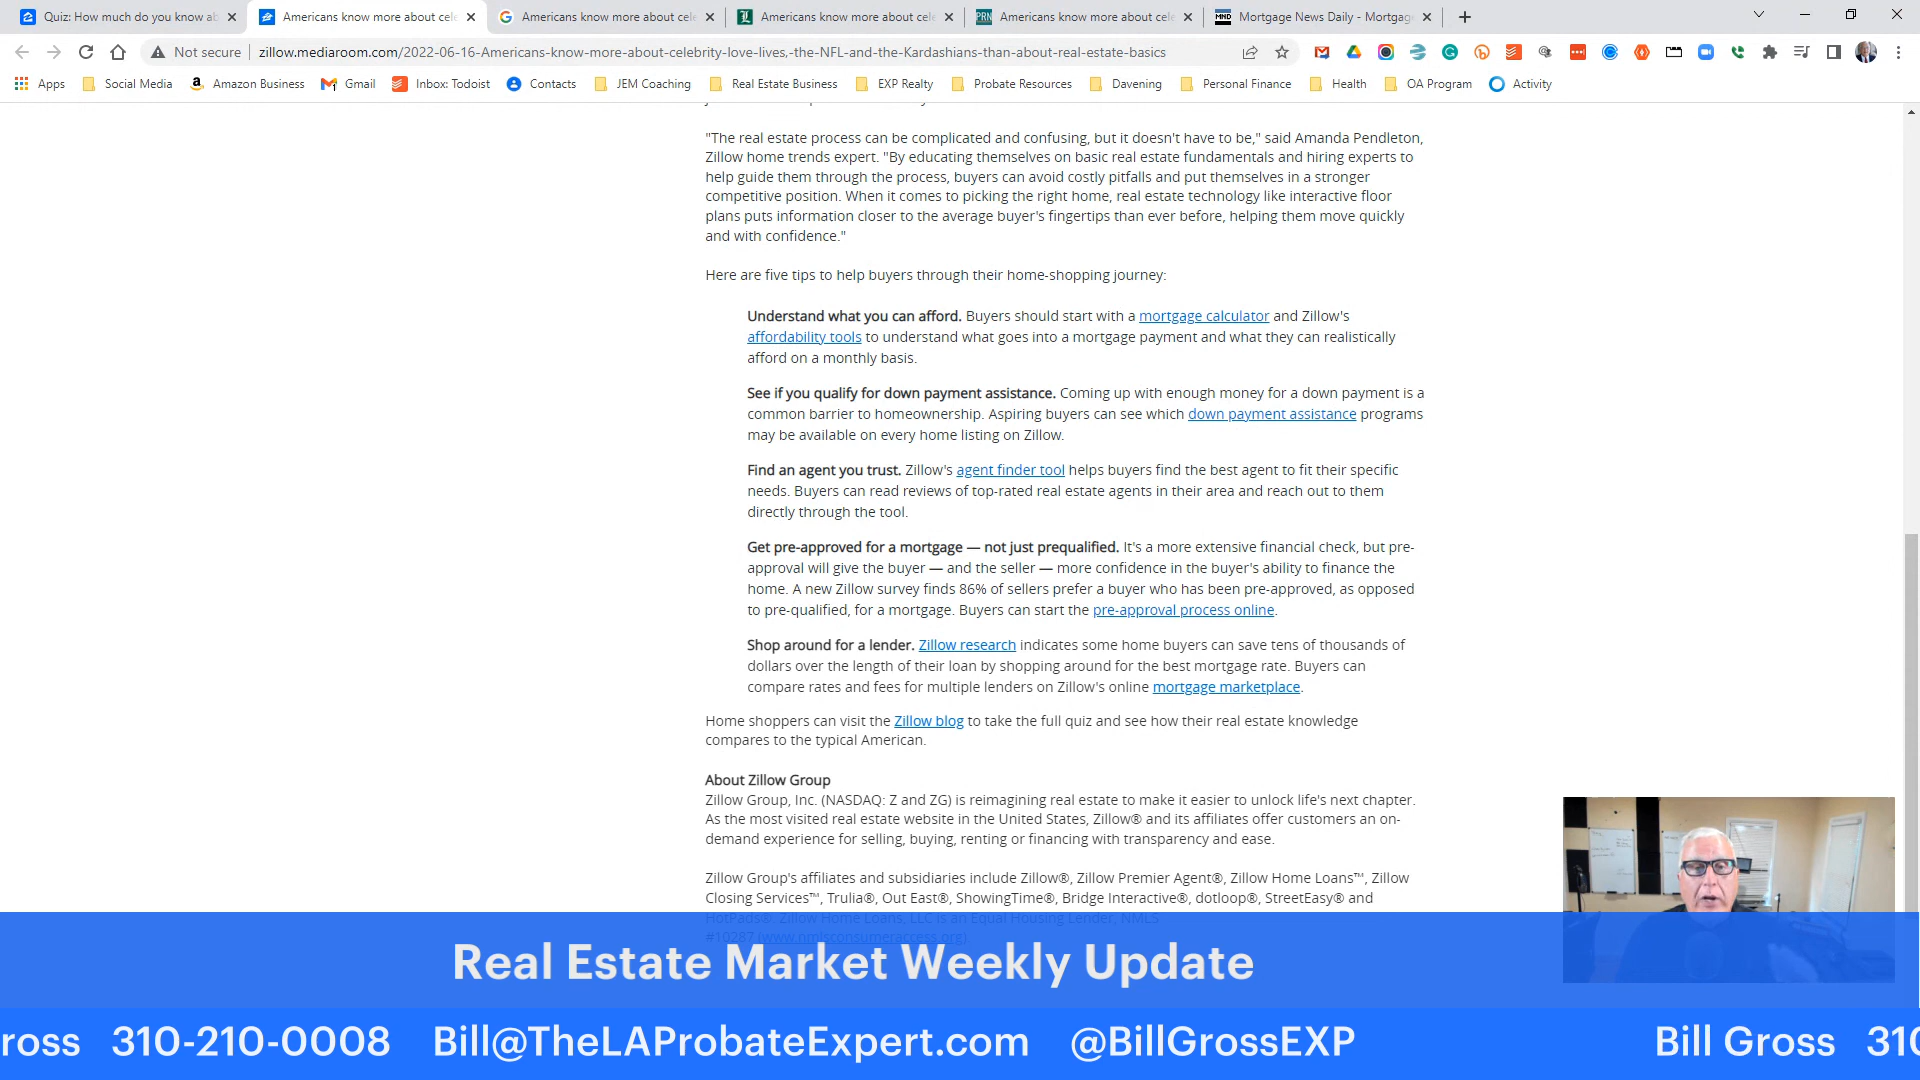 Quiz: How much do you know ab
Americans know more about cele
Americans know more about cele
Americans know more about cele
Americans know more about cele
Mortgage News Daily - Mortgag
Not secure
zillow.mediaroom.com/2022-06-16-Americans-know-more-about-celebrity-love-lives,-the-NFL-and-the-Kardashians-than-about-real-estate-basics
Apps
Social Media
Amazon Business
Gmail
Inbox: Todoist
Contacts
JEM Coaching
Real Estate Business
EXP Realty
Probate Resources
Davening
Personal Finance
Health
OA Program
Activity
"The real estate process can be complicated and confusing, but it doesn't have to be," said Amanda Pendleton,
Zillow home trends expert. "By educating themselves on basic real estate fundamentals and hiring experts to
help guide them through the process, buyers can avoid costly pitfalls and put themselves in a stronger
competitive position. When it comes to picking the right home, real estate technology like interactive floor
plans puts information closer to the average buyer's fingertips than ever before, helping them move quickly
and with confidence."
Here are five tips to help buyers through their home-shopping journey:
Understand what you can afford. Buyers should start with a mortgage calculator and Zillow's
affordability tools to understand what goes into a mortgage payment and what they can realistically
afford on a monthly basis.
See if you qualify for down payment assistance. Coming up with enough money for a down payment is a
common barrier to homeownership. Aspiring buyers can see which down payment assistance programs
may be available on every home listing on Zillow.
Find an agent you trust. Zillow's agent finder tool helps buyers find the best agent to fit their specific
needs. Buyers can read reviews of top-rated real estate agents in their area and reach out to them
directly through the tool.
Get pre-approved for a mortgage — not just prequalified. It's a more extensive financial check, but pre-
approval will give the buyer — and the seller — more confidence in the buyer's ability to finance the
home. A new Zillow survey finds 86% of sellers prefer a buyer who has been pre-approved, as opposed
to pre-qualified, for a mortgage. Buyers can start the pre-approval process online.
Shop around for a lender. Zillow research indicates some home buyers can save tens of thousands of
dollars over the length of their loan by shopping around for the best mortgage rate. Buyers can
compare rates and fees for multiple lenders on Zillow's online mortgage marketplace.
Home shoppers can visit the Zillow blog to take the full quiz and see how their real estate knowledge
compares to the typical American.
About Zillow Group
Zillow Group, Inc. (NASDAQ: Z and ZG) is reimagining real estate to make it easier to unlock life's next chapter.
As the most visited real estate website in the United States, Zillow® and its affiliates offer customers an on-
demand experience for selling, buying, renting or financing with transparency and ease.
Zillow Group's affiliates and subsidiaries include Zillow®, Zillow Premier Agent®, Zillow Home Loans™, Zillow
Closing Services™, Trulia®, Out East®, ShowingTime®, Bridge Interactive®, dotloop®, StreetEasy® and
HotPads®. Zillow Home Loans, LLC is an Equal Housing Lender, NMLS
#10287 (www.nmlsconsumeraccess.org)
Real Estate Market Weekly Update
ross 310-210-0008 Bill@TheLAProbateExpert.com @BillGrossEXP Bill Gross 310